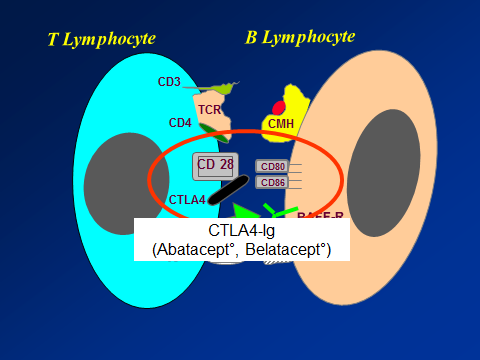 T Lymphocyte
B Lymphocyte
CD3
TCR
CD4
CMH
CD 28
CD80
CD86
CTLA4
CTLA4-Ig
(Abatacept°, Belatacept°)